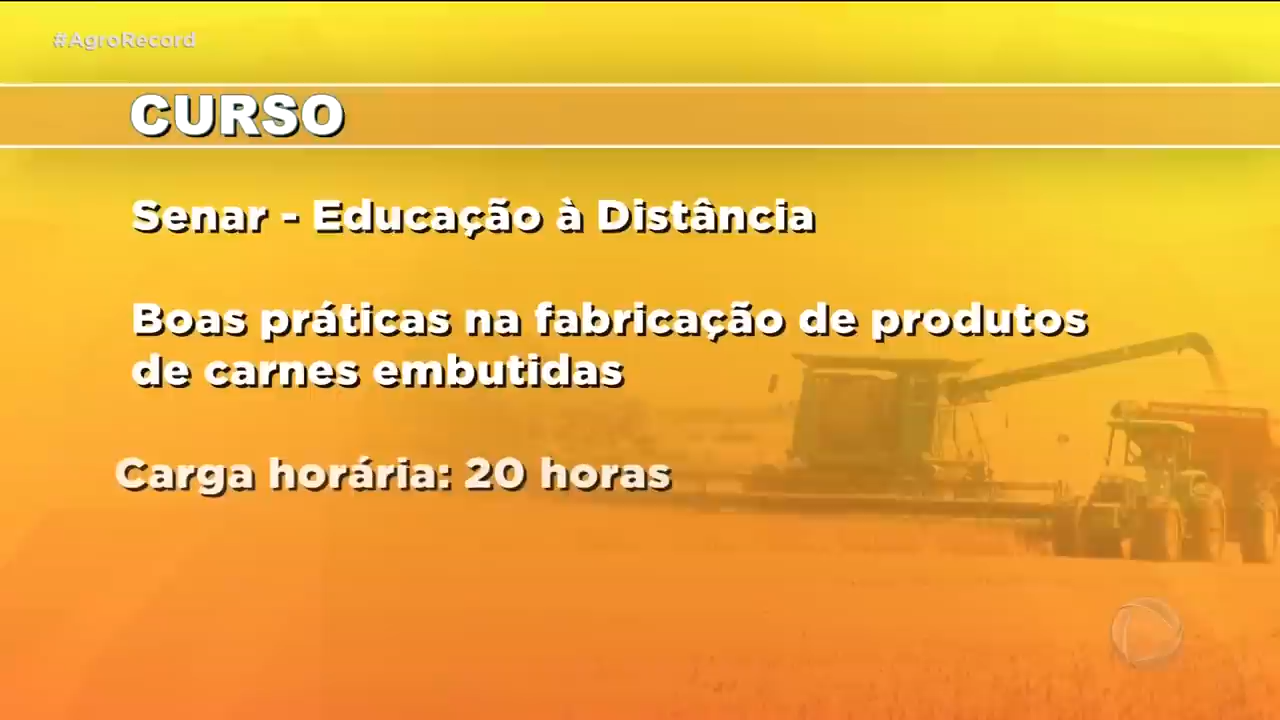 #AgroRecord
CURSO
Senar - Educação à Distância
Boas práticas na fabricação de produtos
de carnes embutidas
Carga horária: 20 horas